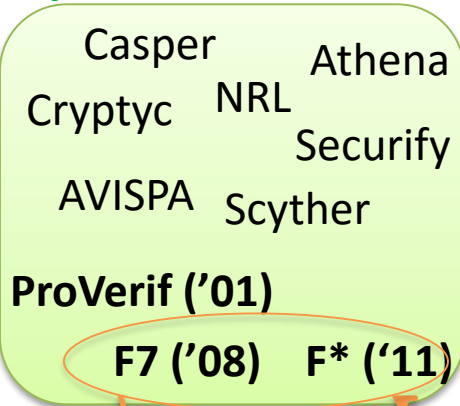 Casper
Athena
Cryptyc NRL
Securify
AVISPA Scyther
ProVerif (’01)
F7 (’08) F* (‘11)